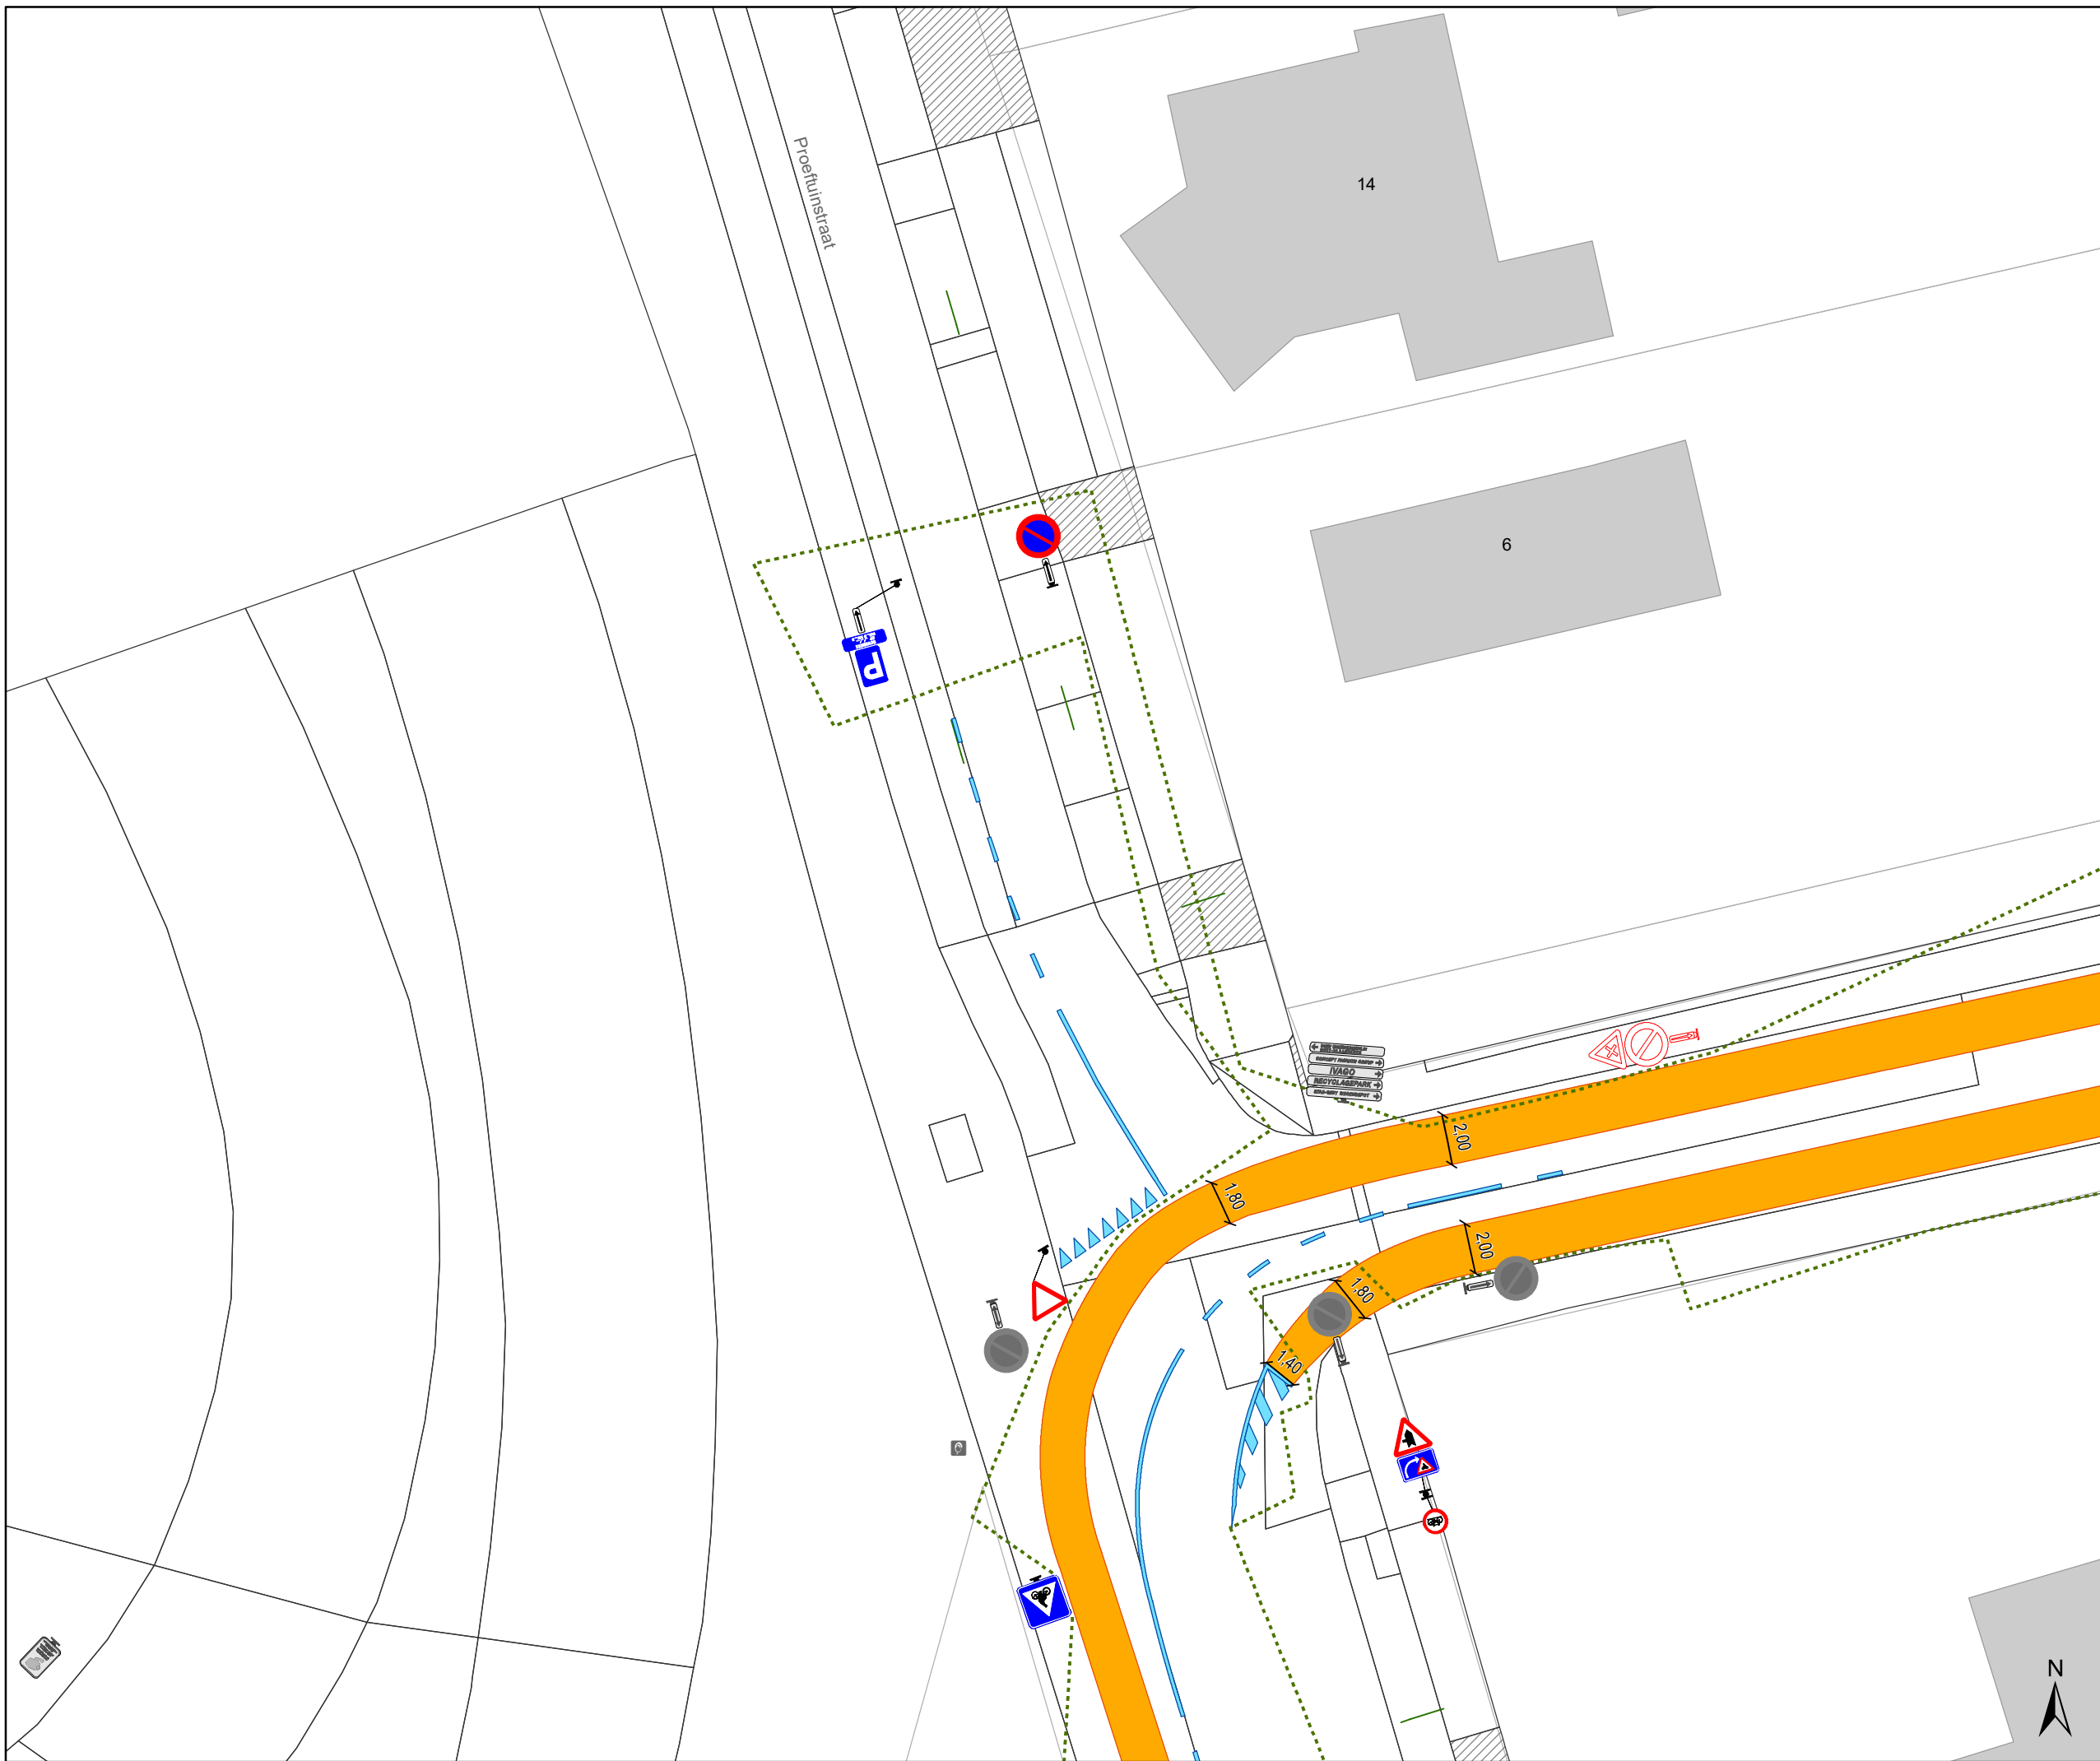 Proeftuinstraat
14
6
P
IVAGO
RECYCLAGEPARK
2,00
1,80
2,00
1,80
1,40
N